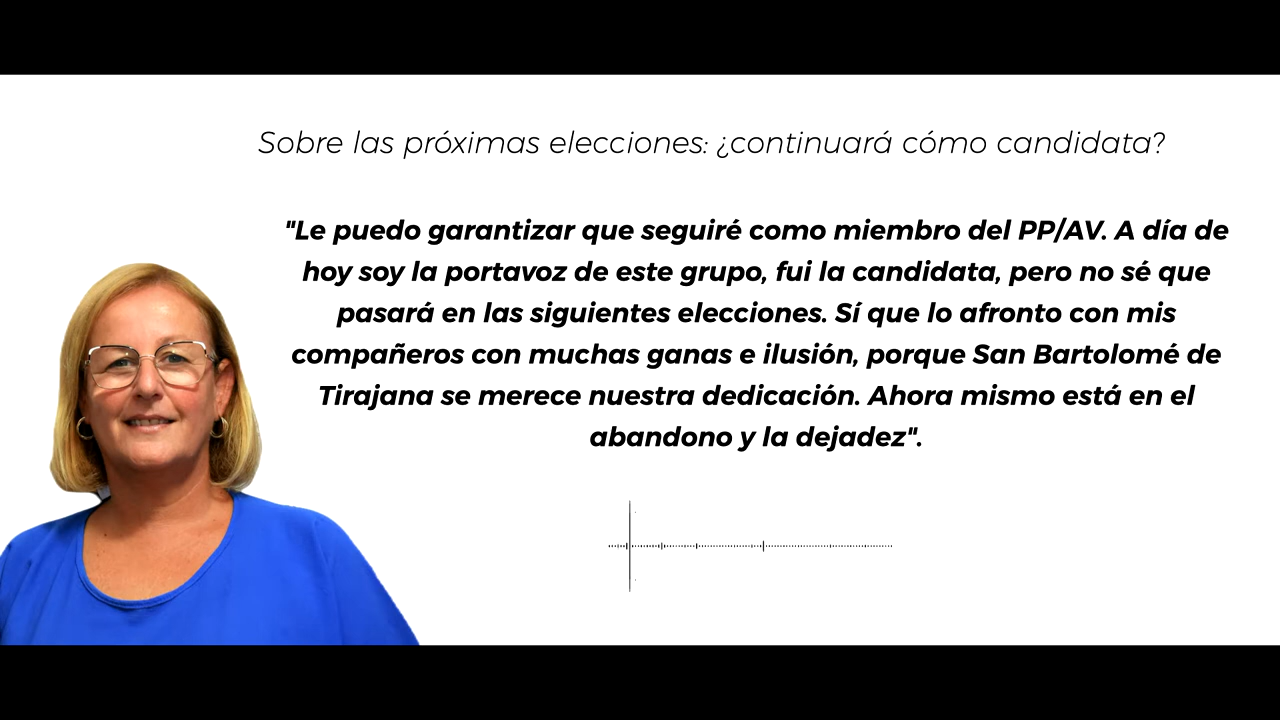 Sobre las próximas elecciones: ¿continuará cómo candidata?
"Le puedo garantizar que seguiré como miembro del PP/AV. A día de
hoy soy la portavoz de este grupo, fui la candidata, pero no sé que
pasará en las siguientes elecciones. Sí que lo afronto con mis
compañeros con muchas ganas e ilusión, porque San Bartolomé de
Tirajana se merece nuestra dedicación. Ahora mismo está en el
abandono y la dejadez".